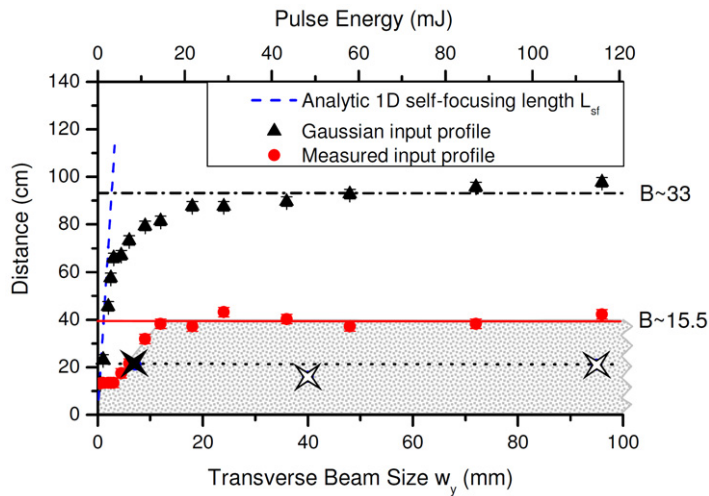 Pulse Energy (mJ)
0 20 40 60 80 100 120
140
120
100
80
60
40
20
0
Distance (cm)
Analytic 1D self-focusing length Lsf
Gaussian input profile
Measured input profile
B~33
B~15.5
0 20 40 60 80 100
Transverse Beam Size wy (mm)